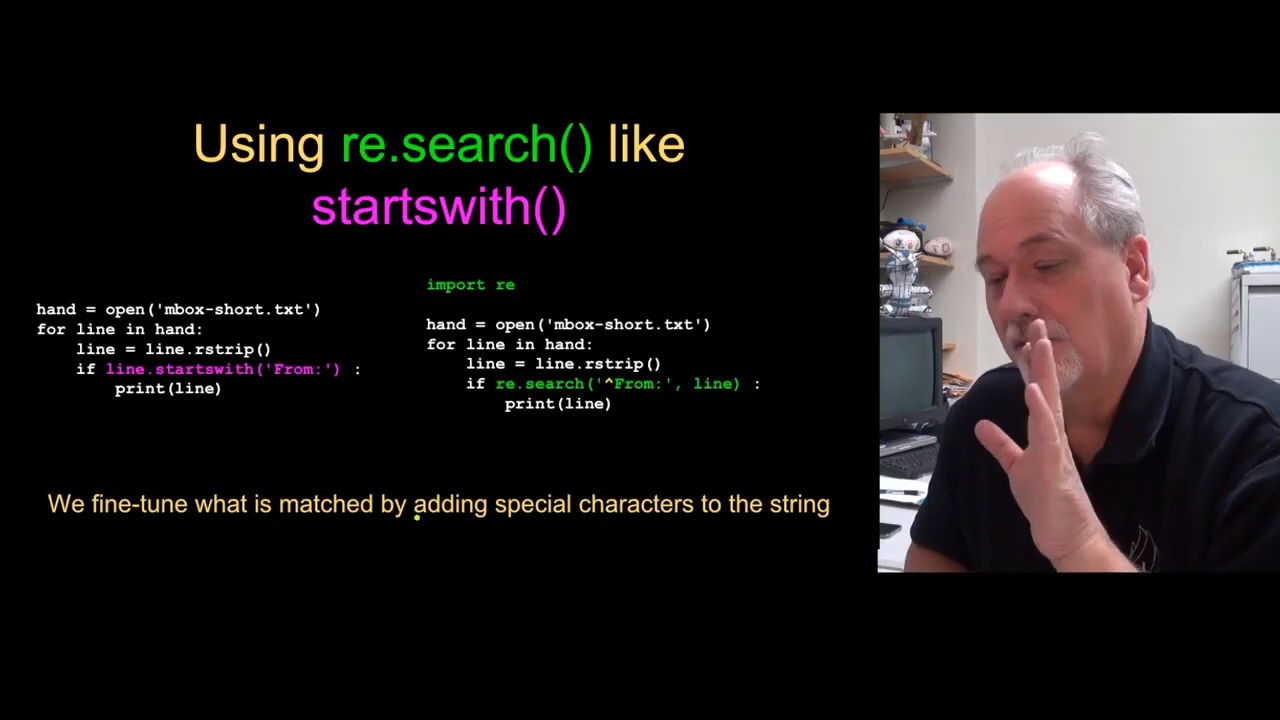 Using re.search() like
startswith()
hand = open('mbox-short.txt')
for line in hand:
    line = line.rstrip()
    if line.startswith('From:') :
        print(line)
import re
hand = open('mbox-short.txt')
for line in hand:
    line = line.rstrip()
    if re.search('^From:', line) :
        print(line)
We fine-tune what is matched by adding special characters to the string